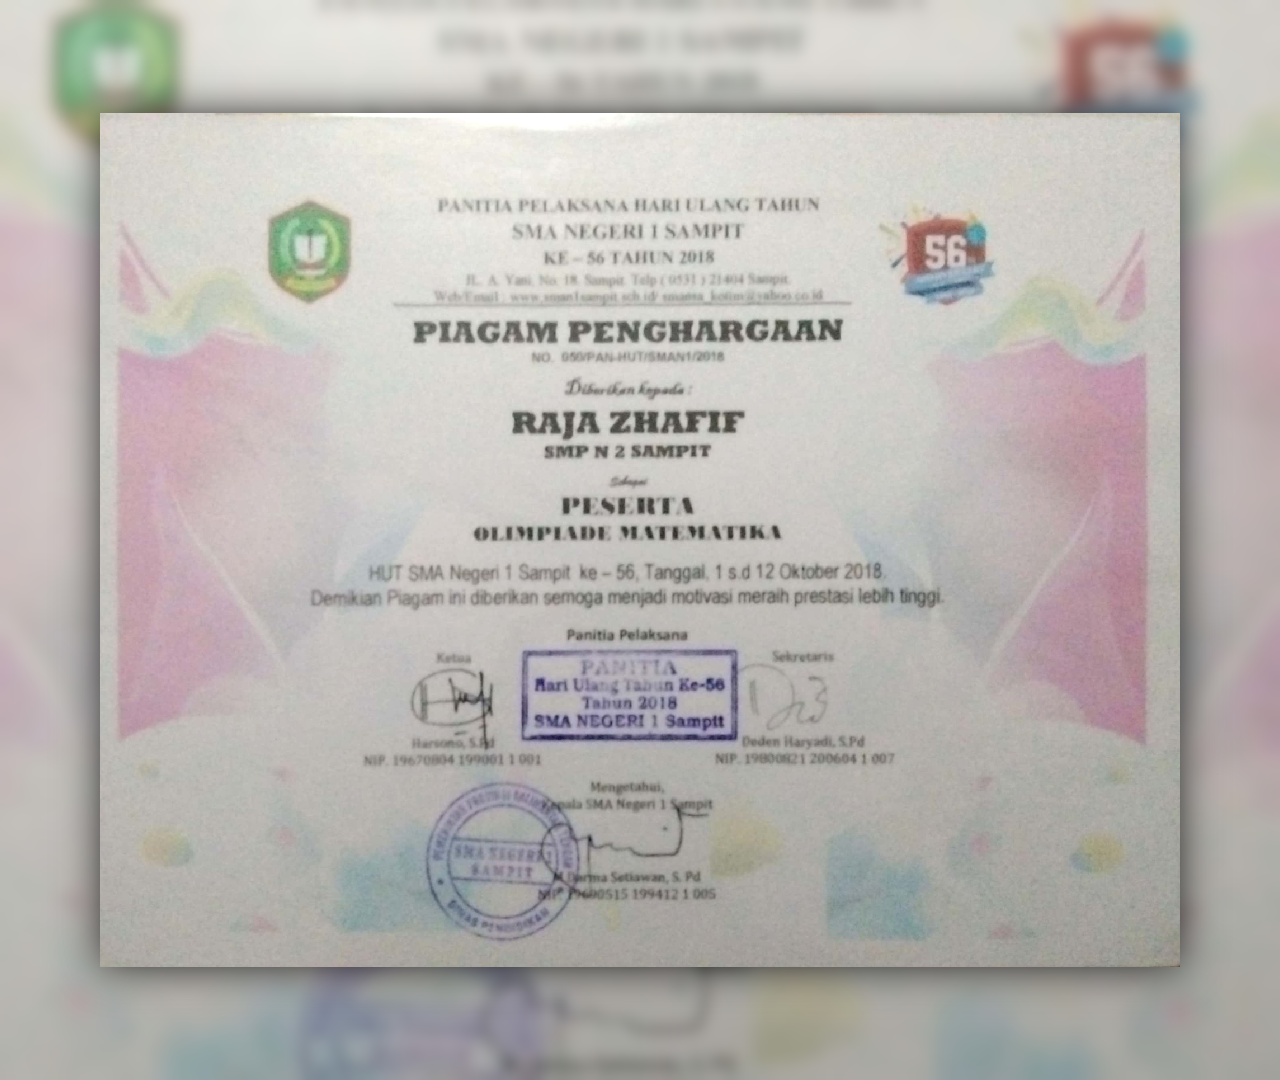 PANITIA PELAKSANA HARI ULANG TAHUN
SMA NEGERI 1 SAMPIT
KE – 56 TAHUN 2018
JL. A. Yani. No. 18. Sampit. Telp ( 0531 ) 21404 Sampit.
Web/Email : www.sman1sampit.sch.id/ smansa_kotim@yahoo.co.id
56
PIAGAM PENGHARGAAN
NO. 050/PAN-HUT/SMAN1/2018
Diberikan kepada :
RAJA ZHAFIF
SMP N 2 SAMPIT
Sebagai
PESERTA
OLIMPIADE MATEMATIKA
HUT SMA Negeri 1 Sampit ke – 56, Tanggal, 1 s.d 12 Oktober 2018.
Demikian Piagam ini diberikan semoga menjadi motivasi meraih prestasi lebih tinggi.
Panitia Pelaksana
Ketua
Sekretaris
PANITIA
Hari Ulang Tahun Ke-56
Tahun 2018
SMA NEGERI 1 Sampit
Harsono, S.Pd
NIP. 19670804 199001 1 001
Deden Haryadi, S.Pd
NIP. 19800821 200604 1 007
Mengetahui,
Kepala SMA Negeri 1 Sampit
SMA NEGERI 1
SAMPIT
DINAS PENDIDIKAN
Darma Setiawan, S. Pd
NIP. 19680515 199412 1 005